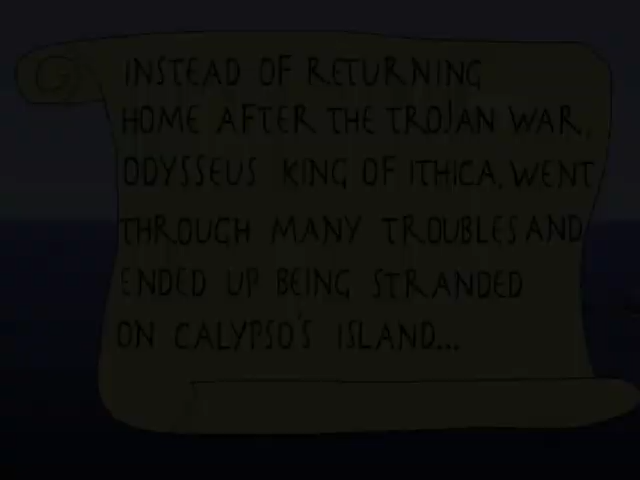 INSTEAD OF RETURNING
HOME AFTER THE TROJAN WAR,
ODYSSEUS KING OF ITHICA, WENT
THROUGH MANY TROUBLES AND
ENDED UP BEING STRANDED
ON CALYPSO'S ISLAND...